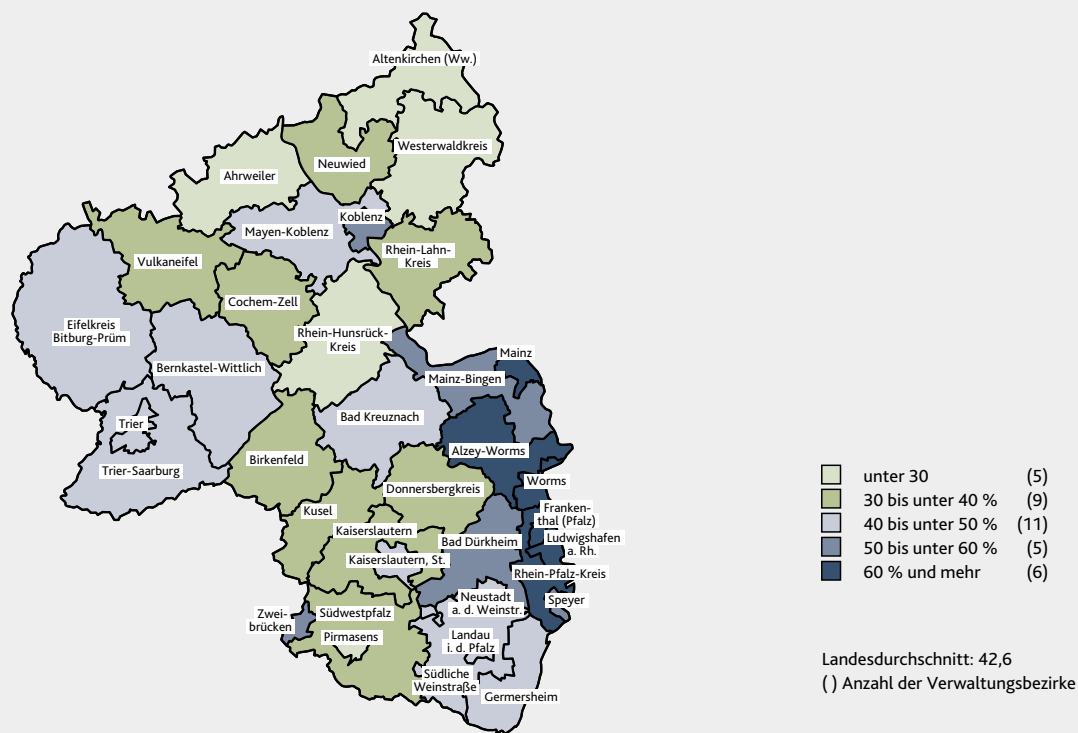 Altenkirchen (Ww.)
Westerwaldkreis
Neuwied
Ahrweiler
Koblenz
Mayen-Koblenz
Rhein-Lahn-
Kreis
Vulkaneifel
Cochem-Zell
Eifelkreis
Bitburg-Prüm
Rhein-Hunsrück-
Kreis
Mainz
Bernkastel-Wittlich
Mainz-Bingen
Bad Kreuznach
Trier
Alzey-Worms
Birkenfeld
Trier-Saarburg
Worms
Donnersbergkreis
Kusel
Franken-
thal (Pfalz)
Kaiserslautern
Ludwigshafen
a. Rh.
Bad Dürkheim
Kaiserslautern, St.
Rhein-Pfalz-Kreis
Neustadt
a. d. Weinstr.
Speyer
Zwei-
brücken
Südwestpfalz
Pirmasens
Landau
i. d. Pfalz
Südliche
Weinstraße
Germersheim
unter 30 (5)
30 bis unter 40 % (9)
40 bis unter 50 % (11)
50 bis unter 60 % (5)
60 % und mehr (6)
Landesdurchschnitt: 42,6
( ) Anzahl der Verwaltungsbezirke